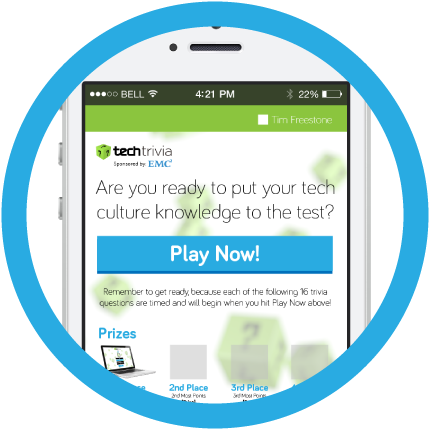 BELL 4:21 PM 22%
Tim Freestone
techtrivia
Sponsored by EMC²
Are you ready to put your tech
culture knowledge to the test?
Play Now!
Remember to get ready, because each of the following 16 trivia
questions are timed and will begin when you hit Play Now above!
Prizes
2nd Place 3rd Place
2nd Most Points 3rd Most Points